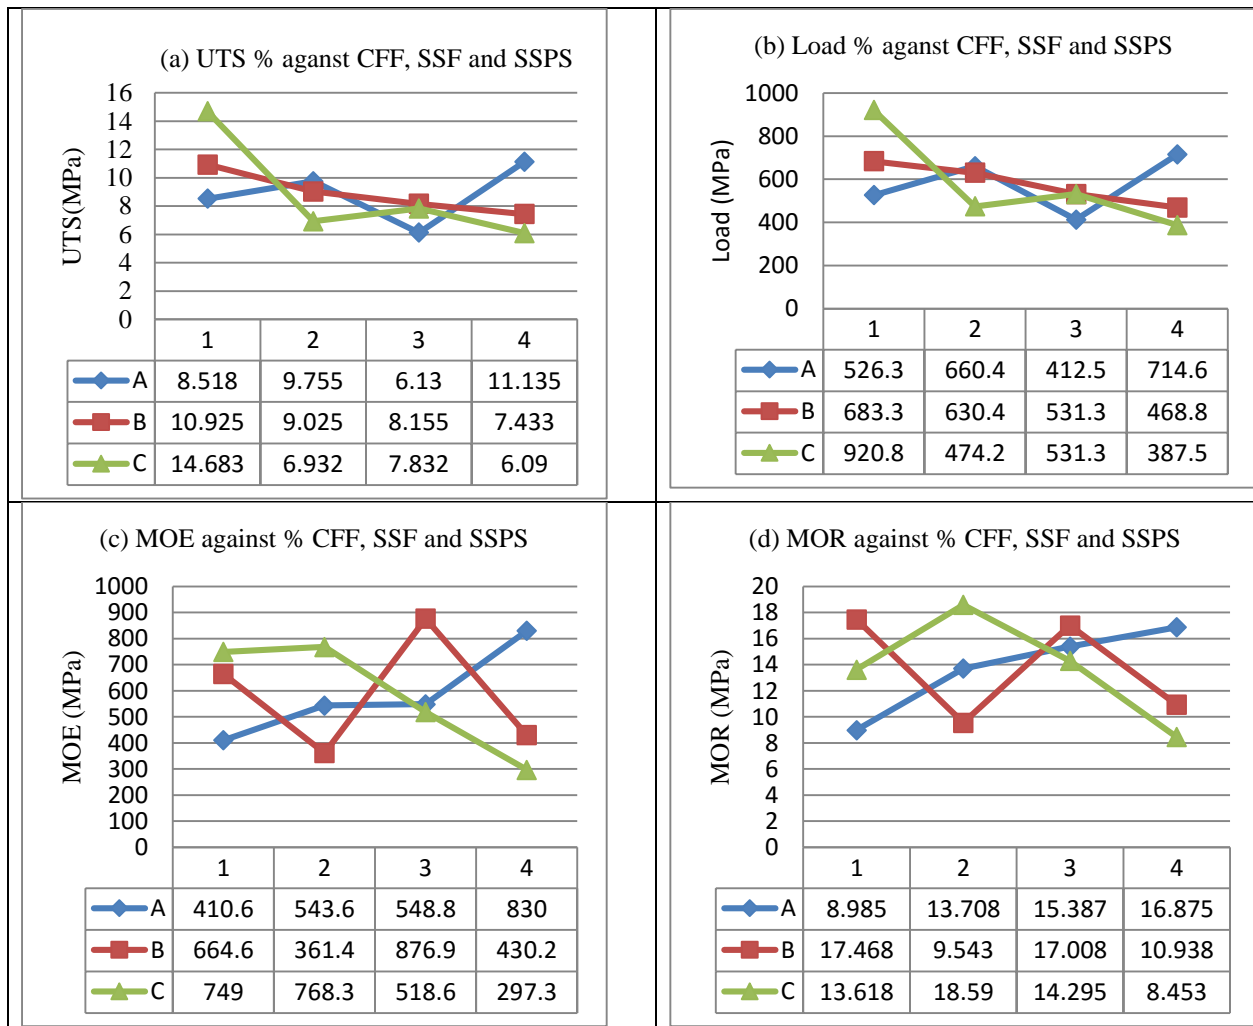 (a) UTS % aganst CFF, SSF and SSPS
UTS(MPa)
16
14
12
10
8
6
4
2
0
1 2 3 4
A 8.518 9.755 6.13 11.135
B 10.925 9.025 8.155 7.433
C 14.683 6.932 7.832 6.09
(b) Load % aganst CFF, SSF and SSPS
Load (MPa)
1000
800
600
400
200
0
1 2 3 4
A 526.3 660.4 412.5 714.6
B 683.3 630.4 531.3 468.8
C 920.8 474.2 531.3 387.5
(c) MOE against % CFF, SSF and SSPS
MOE (MPa)
1000
900
800
700
600
500
400
300
200
100
0
1 2 3 4
A 410.6 543.6 548.8 830
B 664.6 361.4 876.9 430.2
C 749 768.3 518.6 297.3
(d) MOR against % CFF, SSF and SSPS
MOR (MPa)
20
18
16
14
12
10
8
6
4
2
0
1 2 3 4
A 8.985 13.708 15.387 16.875
B 17.468 9.543 17.008 10.938
C 13.618 18.59 14.295 8.453